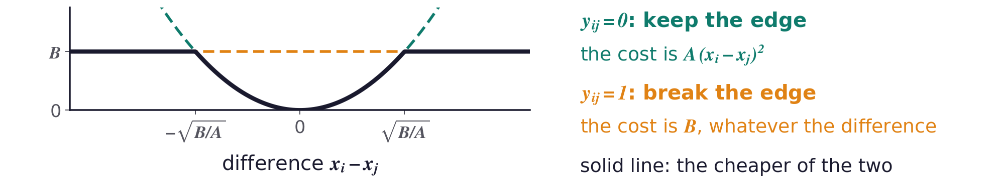 B
0
−√B/A
0
√B/A
difference xᵢ − xⱼ
yᵢⱼ = 0: keep the edge
the cost is A (xᵢ − xⱼ)²
yᵢⱼ = 1: break the edge
the cost is B, whatever the difference
solid line: the cheaper of the two